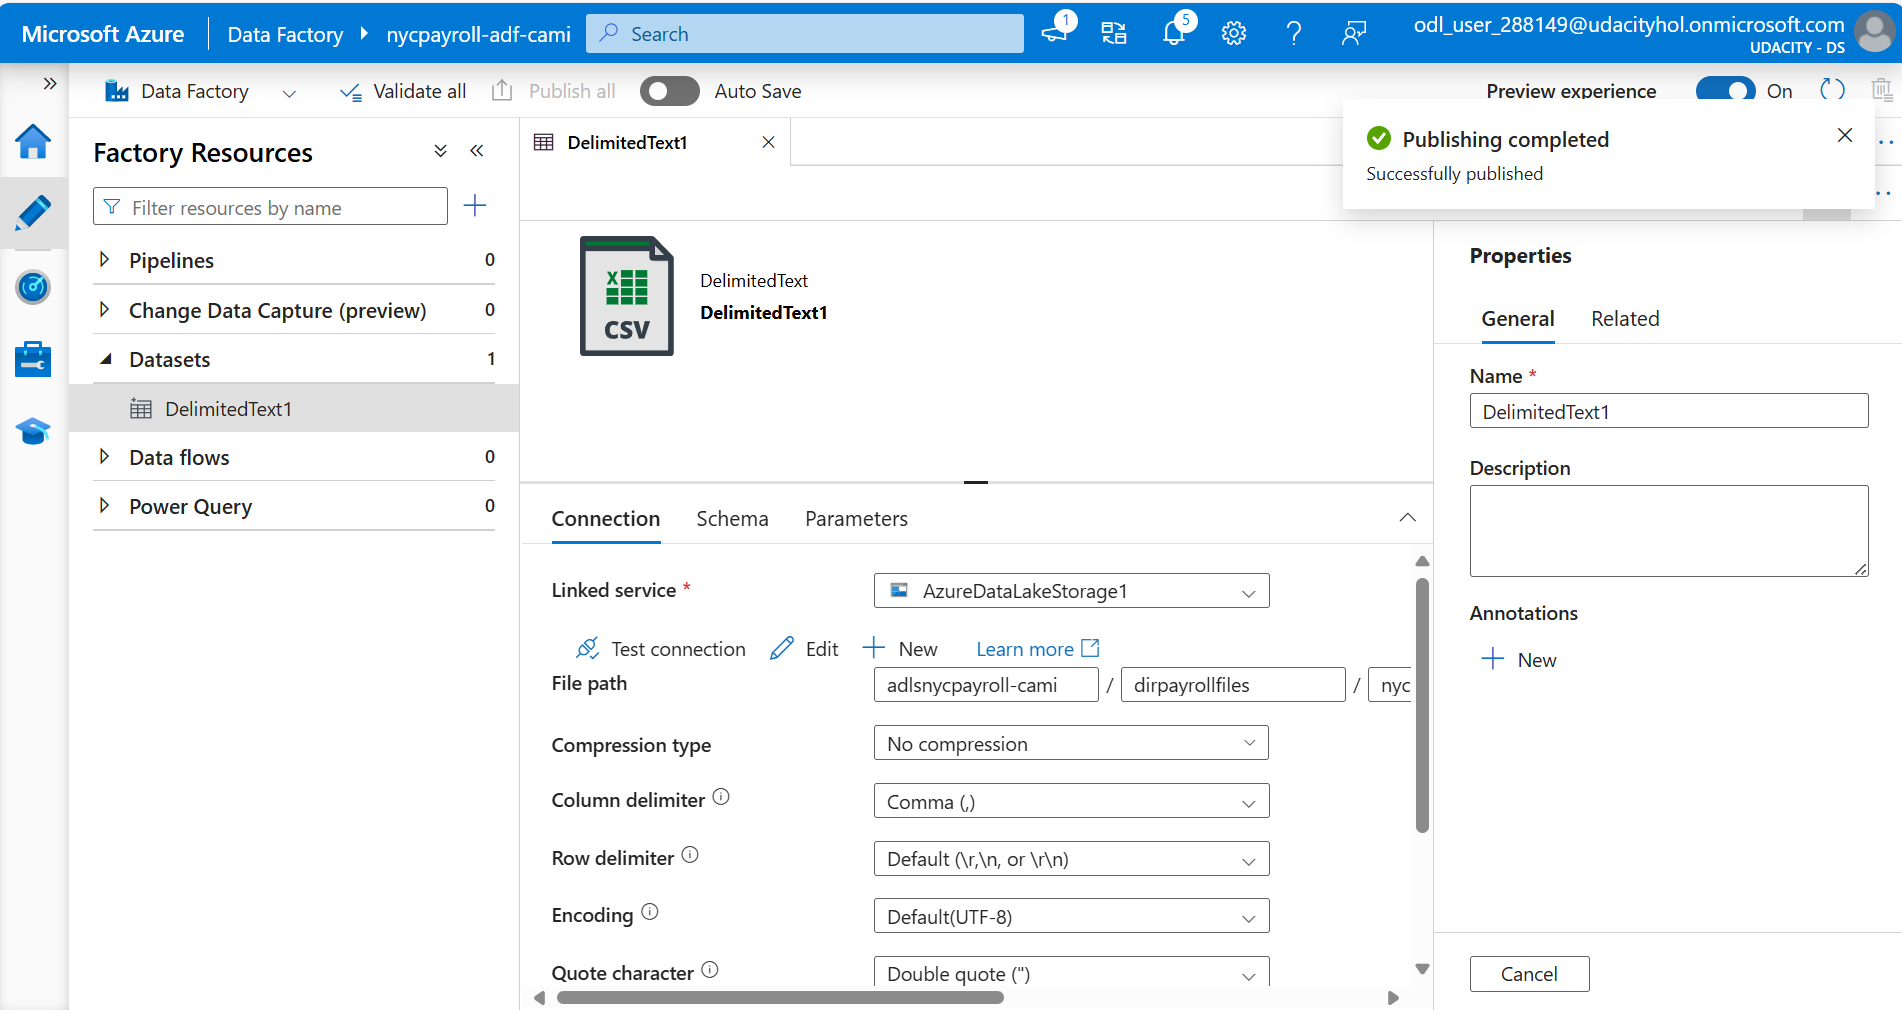 Microsoft Azure
Data Factory
nycpayroll-adf-cami
Search
1
5
odl_user_288149@udacityhol.onmicrosoft.com
UDACITY - DS
Data Factory
Validate all
Publish all
Auto Save
Preview experience
On
Publishing completed
Successfully published
Factory Resources
Filter resources by name
Pipelines 0
Change Data Capture (preview) 0
Datasets 1
DelimitedText1
Data flows 0
Power Query 0
DelimitedText1
X
CSV
DelimitedText
DelimitedText1
Connection
Schema
Parameters
Linked service *
AzureDataLakeStorage1
Test connection
Edit
New
Learn more
File path
adlsnycpayroll-cami / dirpayrollfiles / nyc
Compression type
No compression
Column delimiter
Comma (,)
Row delimiter
Default (\r,\n, or \r\n)
Encoding
Default(UTF-8)
Quote character
Double quote (")
Properties
General
Related
Name *
DelimitedText1
Description
Annotations
New
Cancel